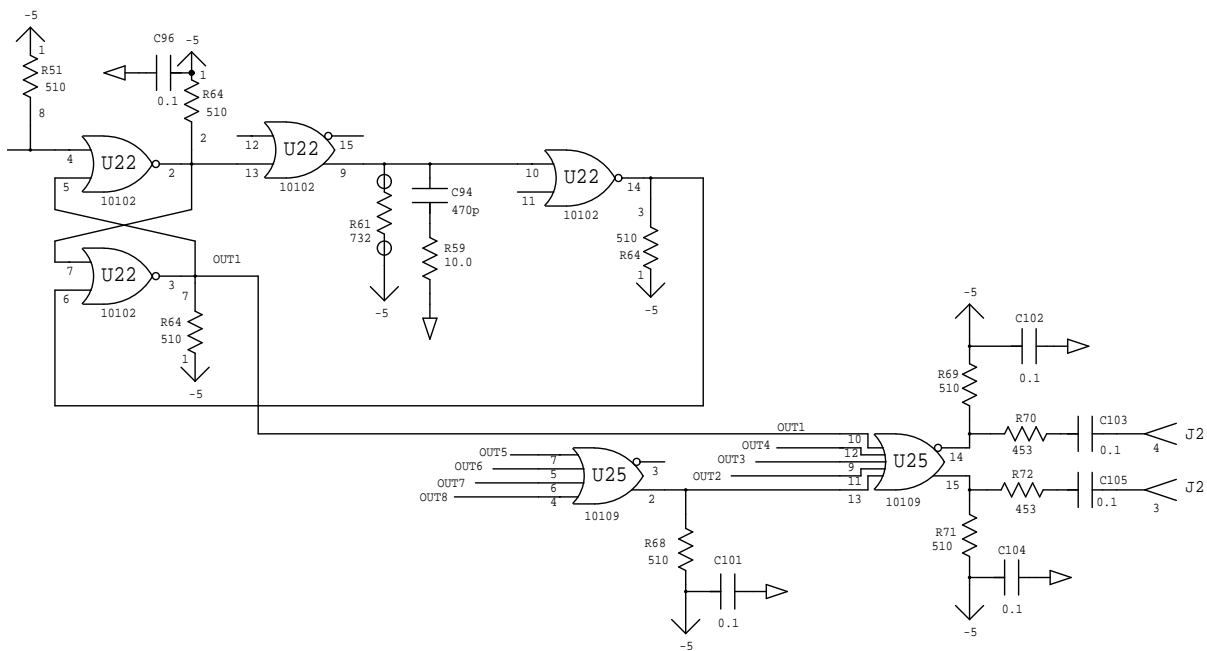 -5
1
R51
510
8
C96
0.1
-5
1
R64
510
2
4
5
U22
2
10102
12
13
U22
15
9
10102
10
11
U22
14
10102
R61
732
-5
C94
470p
R59
10.0
3
510
R64
1
-5
7
6
U22
3
10102
OUT1
7
R64
510
1
-5
-5
C102
0.1
R69
510
OUT1
10
OUT4
12
OUT3
9
OUT2
11
13
U25
14
15
10109
R70
453
C103
0.1
4
J2
R72
453
C105
0.1
3
J2
OUT5
7
OUT6
5
OUT7
6
OUT8
4
U25
3
2
10109
R68
510
C101
0.1
-5
R71
510
C104
0.1
-5